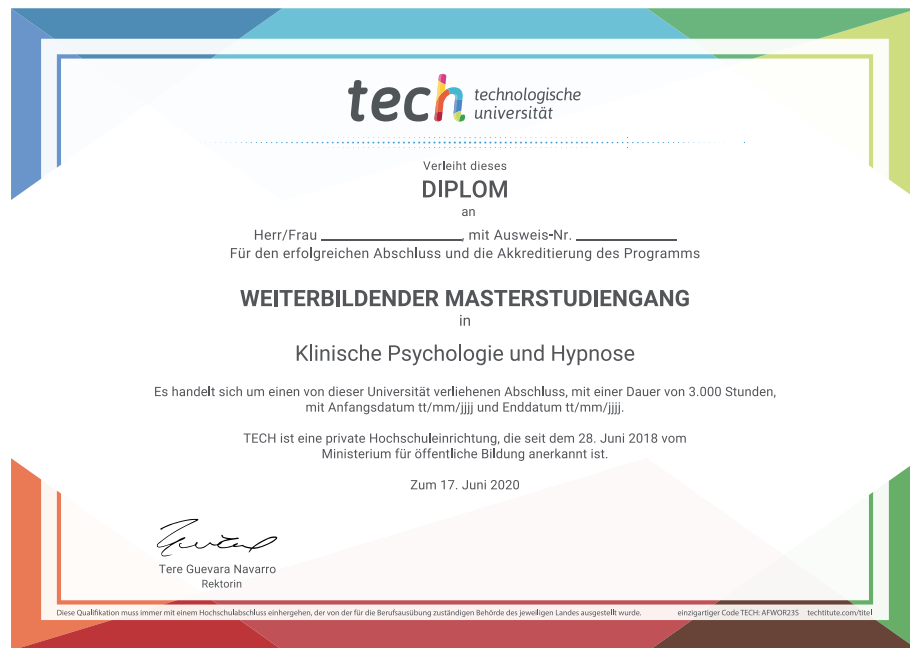 tech technologische
universität
Verleiht dieses
DIPLOM
an
Herr/Frau ____________________, mit Ausweis-Nr. ______________
Für den erfolgreichen Abschluss und die Akkreditierung des Programms
WEITERBILDENDER MASTERSTUDIENGANG
in
Klinische Psychologie und Hypnose
Es handelt sich um einen von dieser Universität verliehenen Abschluss, mit einer Dauer von 3.000 Stunden,
mit Anfangsdatum tt/mm/jjjj und Enddatum tt/mm/jjjj.
TECH ist eine private Hochschuleinrichtung, die seit dem 28. Juni 2018 vom
Ministerium für öffentliche Bildung anerkannt ist.
Zum 17. Juni 2020
Tere Guevara Navarro
Rektorin
Diese Qualifikation muss immer mit einem Hochschulabschluss einhergehen, der von der für die Berufsausübung zuständigen Behörde des jeweiligen Landes ausgestellt wurde. einzigartiger Code TECH: AFWOR23S techtitute.com/titel